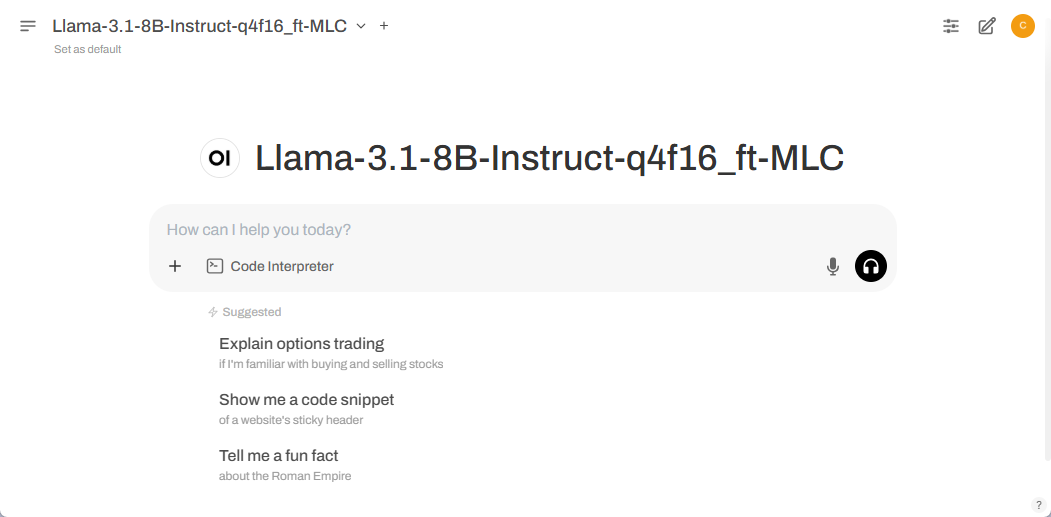 Llama-3.1-8B-Instruct-q4f16_ft-MLC
Set as default
C
OI Llama-3.1-8B-Instruct-q4f16_ft-MLC
How can I help you today?
Code Interpreter
Suggested
Explain options trading
if I'm familiar with buying and selling stocks
Show me a code snippet
of a website's sticky header
Tell me a fun fact
about the Roman Empire
?